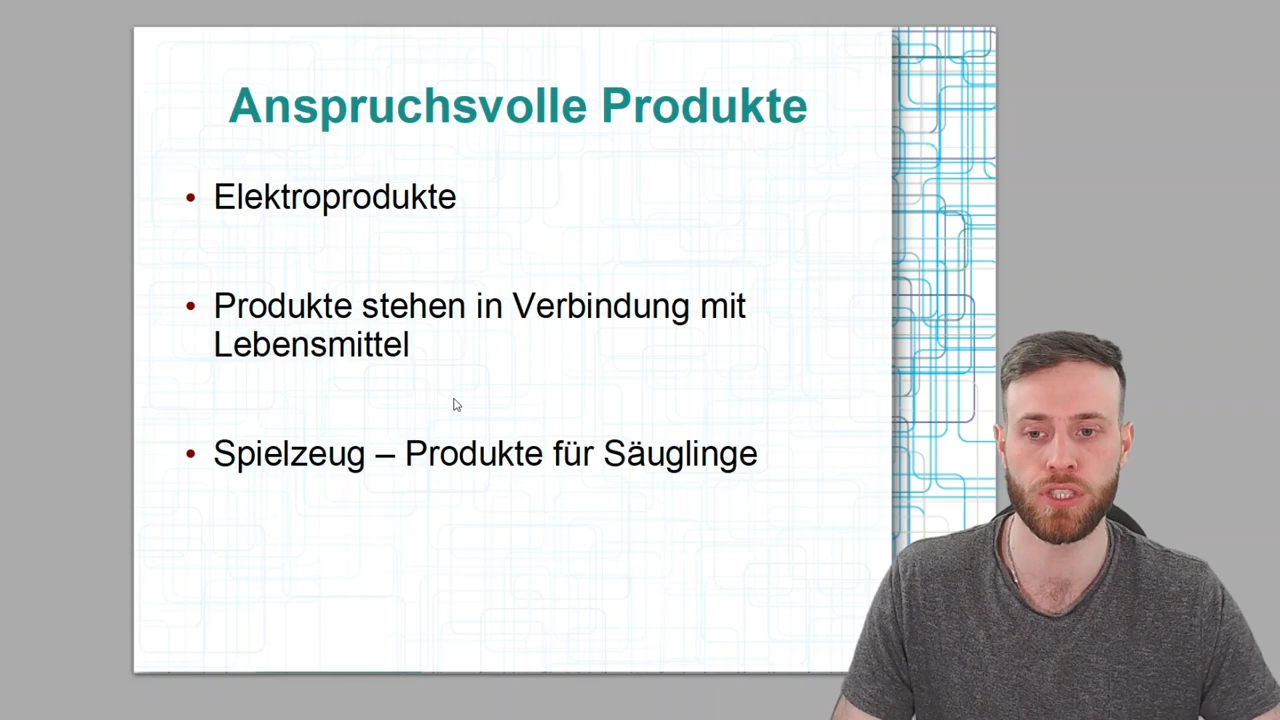 Anspruchsvolle Produkte
• Elektroprodukte
• Produkte stehen in Verbindung mit
Lebensmittel
• Spielzeug – Produkte für Säuglinge